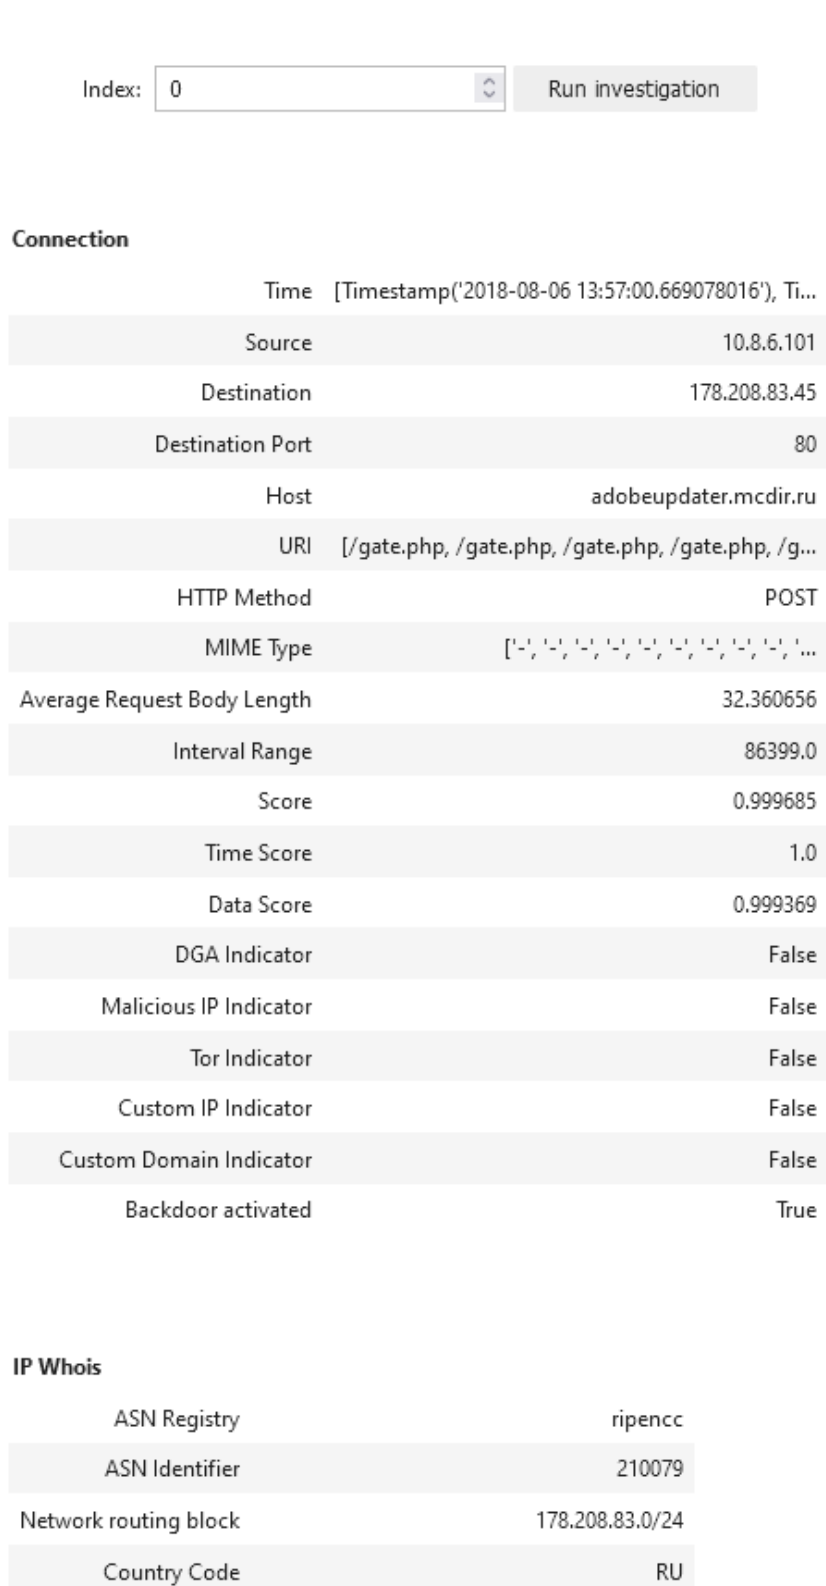 Index: 0 Run investigation
Connection
Time [Timestamp('2018-08-06 13:57:00.669078016'), Ti...
Source 10.8.6.101
Destination 178.208.83.45
Destination Port 80
Host adobeupdater.mcdir.ru
URI [/gate.php, /gate.php, /gate.php, /gate.php, /g...
HTTP Method POST
MIME Type ['-', '-', '-', '-', '-', '-', '-', '-', '-', '...
Average Request Body Length 32.360656
Interval Range 86399.0
Score 0.999685
Time Score 1.0
Data Score 0.999369
DGA Indicator False
Malicious IP Indicator False
Tor Indicator False
Custom IP Indicator False
Custom Domain Indicator False
Backdoor activated True
IP Whois
ASN Registry ripencc
ASN Identifier 210079
Network routing block 178.208.83.0/24
Country Code RU